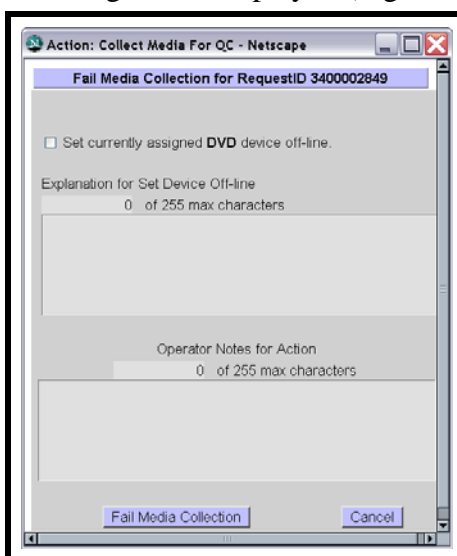 Action: Collect Media For QC - Netscape
Fail Media Collection for RequestID 3400002849
Set currently assigned DVD device off-line.
Explanation for Set Device Off-line
0 of 255 max characters
Operator Notes for Action
0 of 255 max characters
Fail Media Collection Cancel